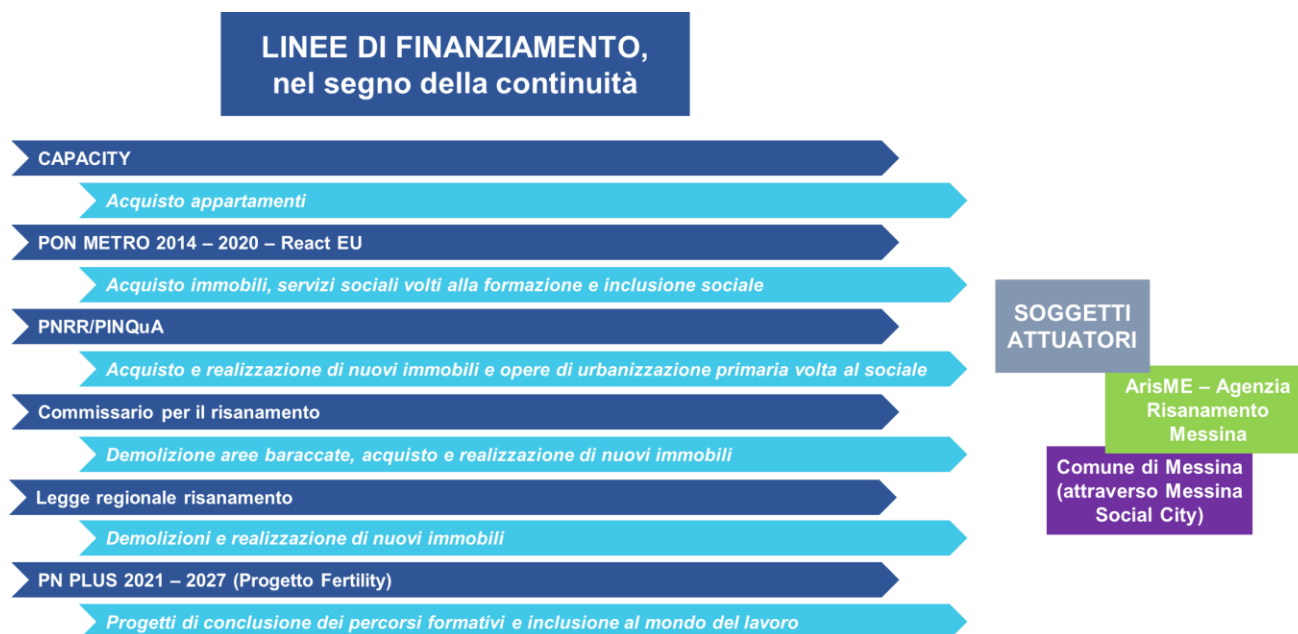 LINEE DI FINANZIAMENTO,
nel segno della continuità
CAPACITY
Acquisto appartamenti
PON METRO 2014 – 2020 – React EU
Acquisto immobili, servizi sociali volti alla formazione e inclusione sociale
PNRR/PINQuA
Acquisto e realizzazione di nuovi immobili e opere di urbanizzazione primaria volta al sociale
Commissario per il risanamento
Demolizione aree baraccate, acquisto e realizzazione di nuovi immobili
Legge regionale risanamento
Demolizioni e realizzazione di nuovi immobili
PN PLUS 2021 – 2027 (Progetto Fertility)
Progetti di conclusione dei percorsi formativi e inclusione al mondo del lavoro
SOGGETTI
ATTUATORI
ArisME – Agenzia
Risanamento
Messina
Comune di Messina
(attraverso Messina
Social City)